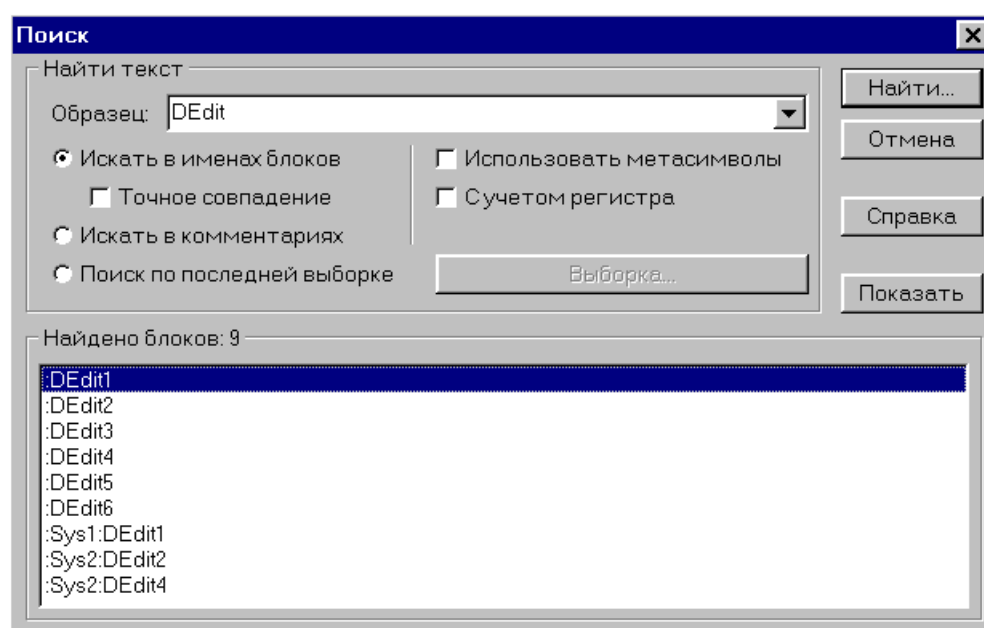 Поиск
Найти текст
Образец: DEdit
Найти...
Отмена
Искать в именах блоков
Использовать метасимволы
Точное совпадение
С учетом регистра
Справка
Искать в комментариях
Поиск по последней выборке
Выборка...
Показать
Найдено блоков: 9
:DEdit1
:DEdit2
:DEdit3
:DEdit4
:DEdit5
:DEdit6
:Sys1:DEdit1
:Sys2:DEdit2
:Sys2:DEdit4